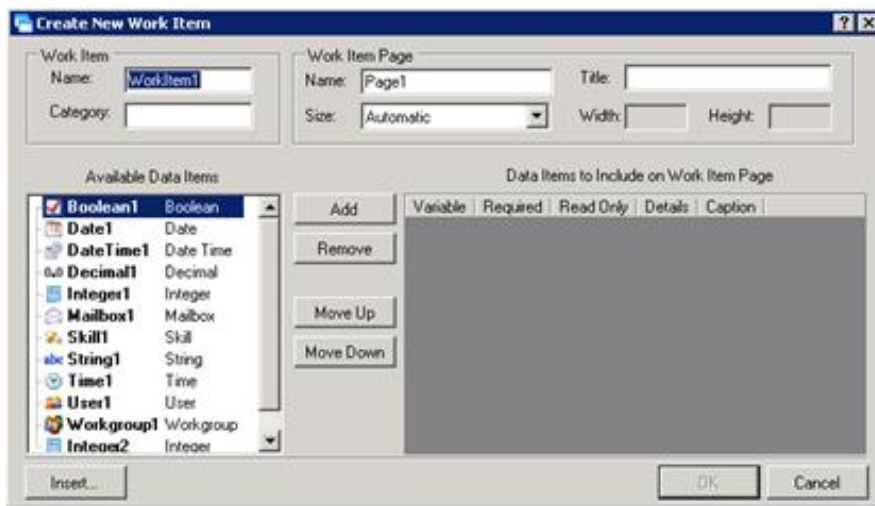 Create New Work Item
Work Item
Name: WorkItem1
Category:
Work Item Page
Name: Page1
Title:
Size: Automatic
Width:
Height:
Available Data Items
Boolean1 Boolean
Date1 Date
DateTime1 Date Time
Decimal1 Decimal
Integer1 Integer
Mailbox1 Mailbox
Skill1 Skill
abc String1 String
Time1 Time
User1 User
Workgroup1 Workgroup
Integer2 Integer
Add
Remove
Move Up
Move Down
Data Items to Include on Work Item Page
Variable Required Read Only Details Caption
Insert...
OK
Cancel